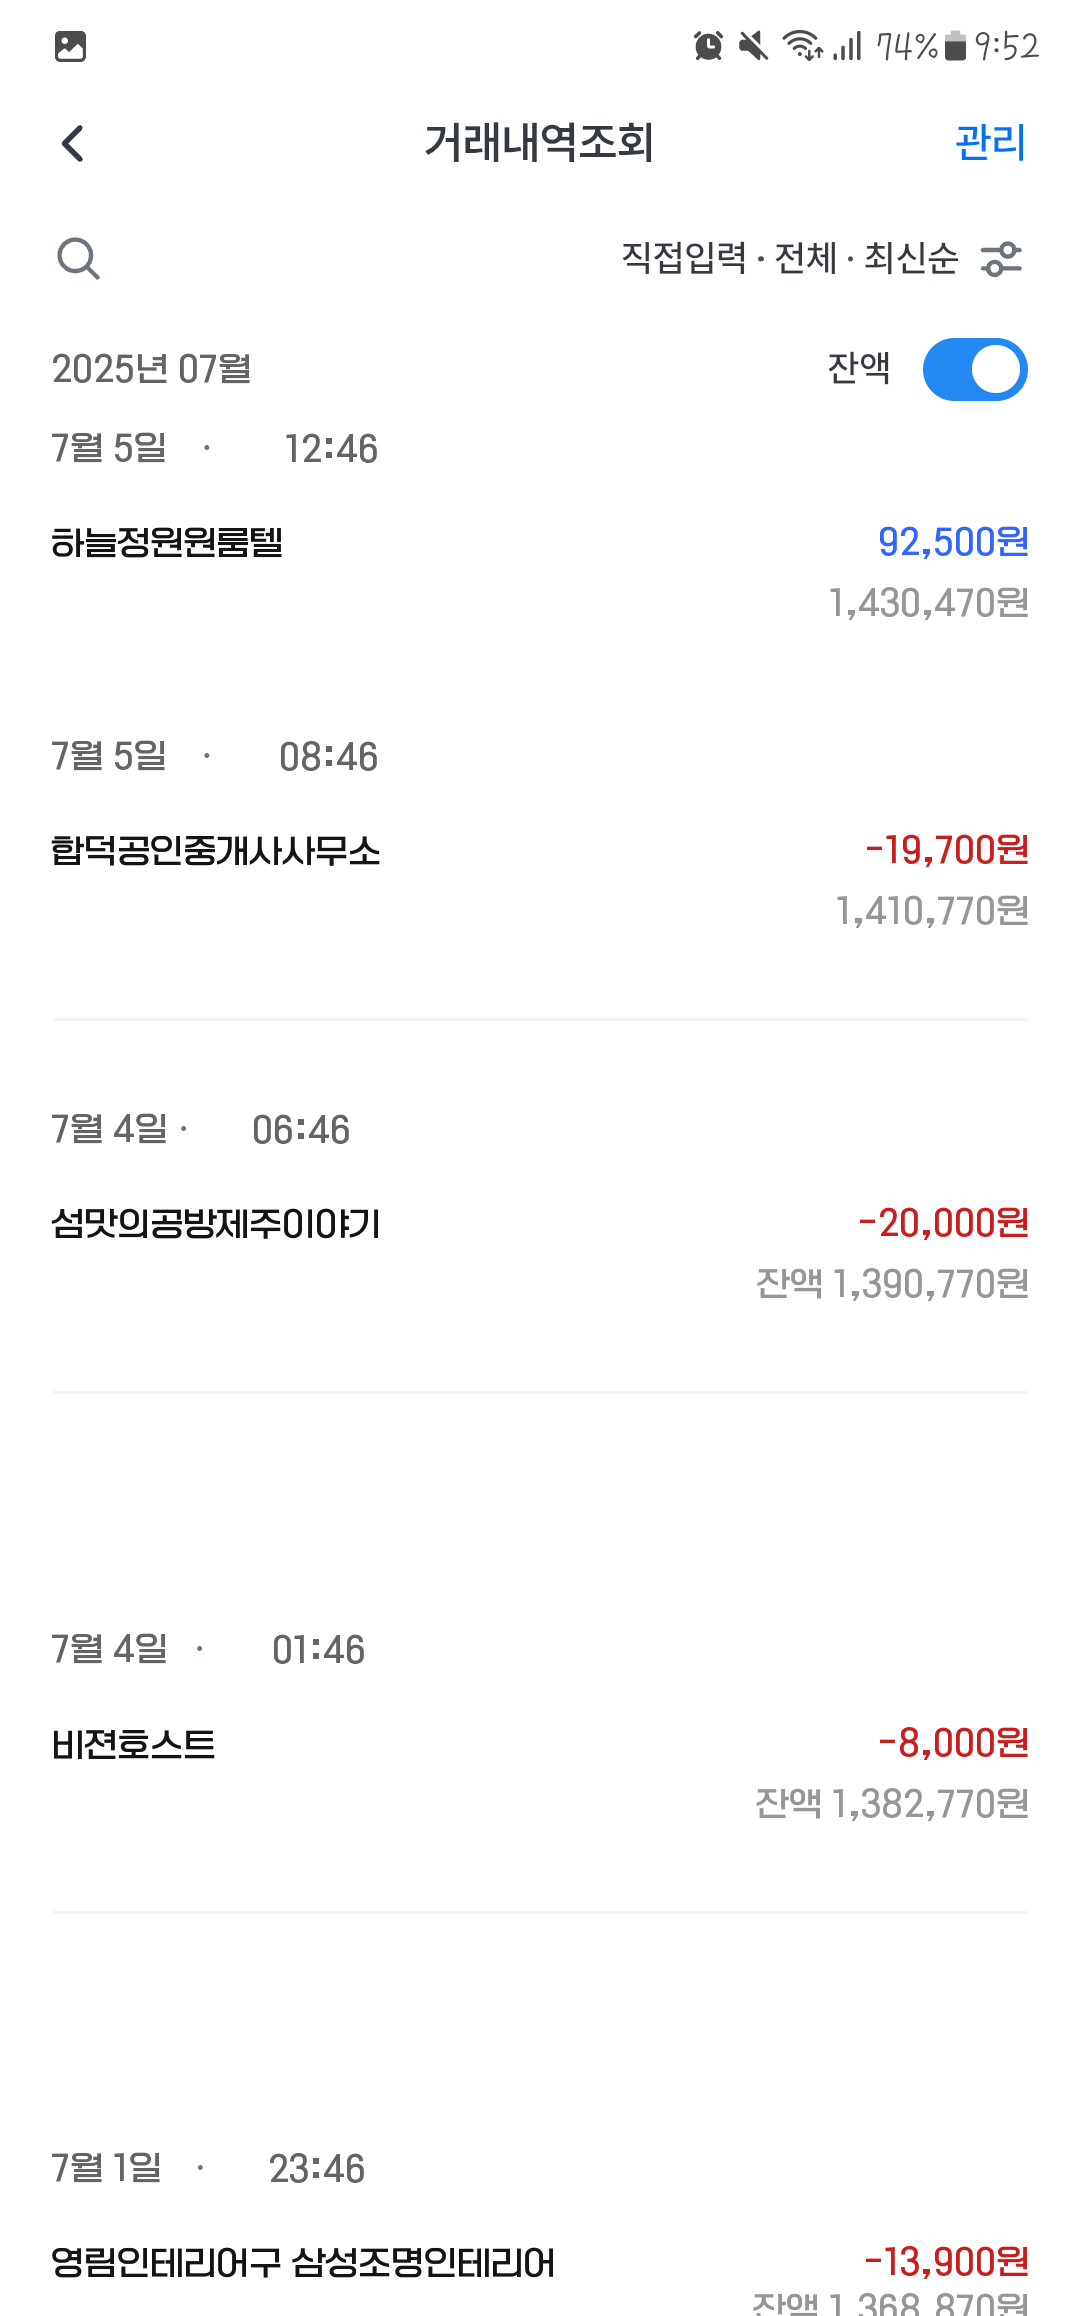 74% 9:52
거래내역조회 관리
직접입력 · 전체 · 최신순
2025년 07월 잔액
7월 5일 · 12:46
하늘정원원룸텔 92,500원
1,430,470원
7월 5일 · 08:46
합덕공인중개사사무소 -19,700원
1,410,770원
7월 4일 · 06:46
섬맛의공방제주이야기 -20,000원
잔액 1,390,770원
7월 4일 · 01:46
비젼호스트 -8,000원
잔액 1,382,770원
7월 1일 · 23:46
영림인테리어구 삼성조명인테리어 -13,900원
잔액 1,368,870원